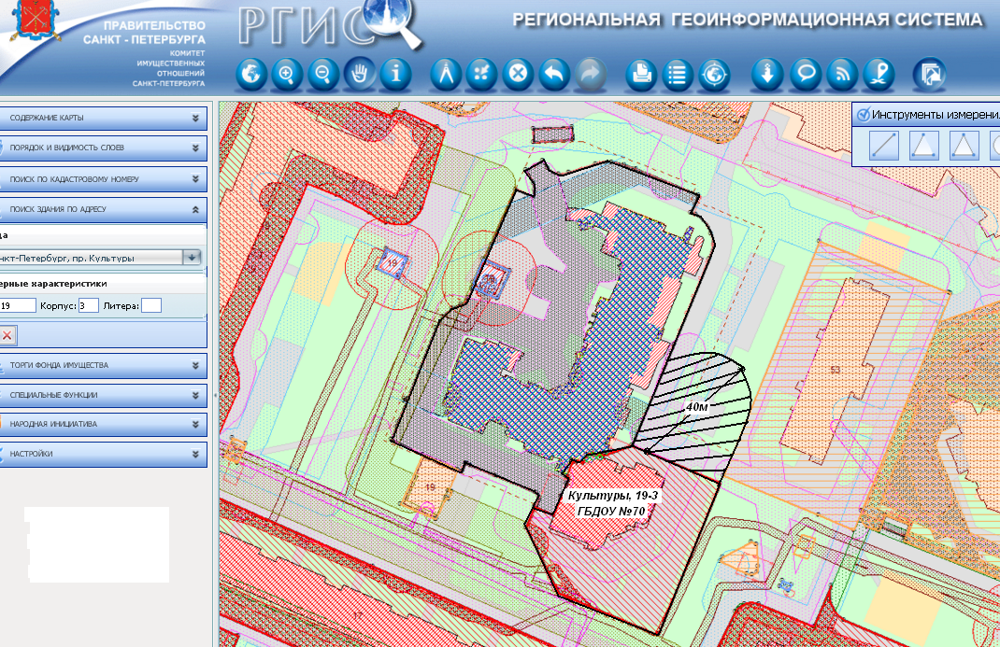 ПРАВИТЕЛЬСТВО
САНКТ - ПЕТЕРБУРГА
КОМИТЕТ
ИМУЩЕСТВЕННЫХ
ОТНОШЕНИЙ
САНКТ-ПЕТЕРБУРГА
РГИС
РЕГИОНАЛЬНАЯ ГЕОИНФОРМАЦИОННАЯ СИСТЕМА
СОДЕРЖАНИЕ КАРТЫ
ПОРЯДОК И ВИДИМОСТЬ СЛОЕВ
ПОИСК ПО КАДАСТРОВОМУ НОМЕРУ
ПОИСК ЗДАНИЯ ПО АДРЕСУ
да
нкт-Петербург, пр. Культуры
ерные характеристики
19 Корпус: 3 Литера:
ТОРГИ ФОНДА ИМУЩЕСТВА
СПЕЦИАЛЬНЫЕ ФУНКЦИИ
НАРОДНАЯ ИНИЦИАТИВА
НАСТРОЙКИ
Инструменты измерени
19
53
40м
19
Культуры, 19-3
ГБДОУ №70
17